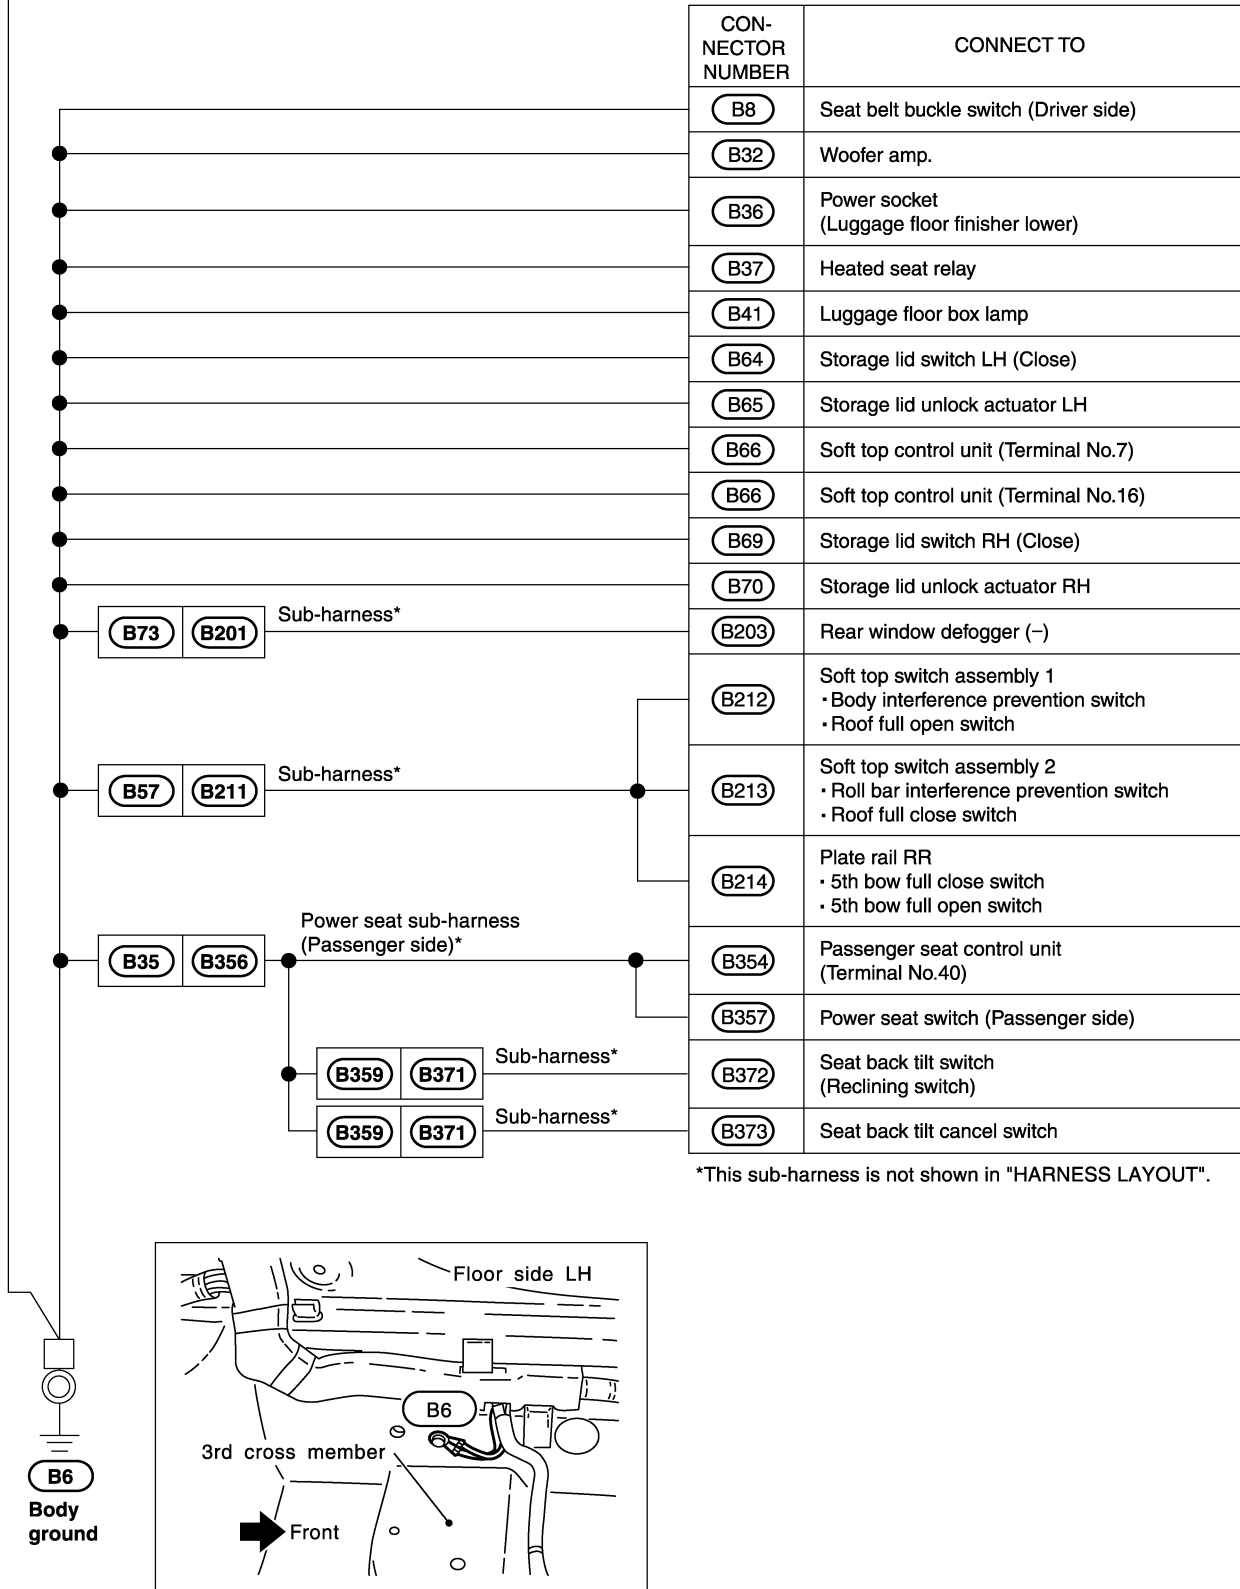 CON-
NECTOR
NUMBER
CONNECT TO
B8 Seat belt buckle switch (Driver side)
B32 Woofer amp.
B36 Power socket
(Luggage floor finisher lower)
B37 Heated seat relay
B41 Luggage floor box lamp
B64 Storage lid switch LH (Close)
B65 Storage lid unlock actuator LH
B66 Soft top control unit (Terminal No.7)
B66 Soft top control unit (Terminal No.16)
B69 Storage lid switch RH (Close)
B70 Storage lid unlock actuator RH
B73 B201 Sub-harness* B203 Rear window defogger (−)
B212 Soft top switch assembly 1
▪ Body interference prevention switch
▪ Roof full open switch
B57 B211 Sub-harness* B213 Soft top switch assembly 2
▪ Roll bar interference prevention switch
▪ Roof full close switch
B214 Plate rail RR
▪ 5th bow full close switch
▪ 5th bow full open switch
Power seat sub-harness
(Passenger side)*
B35 B356 B354 Passenger seat control unit
(Terminal No.40)
B357 Power seat switch (Passenger side)
B359 B371 Sub-harness* B372 Seat back tilt switch
(Reclining switch)
B359 B371 Sub-harness* B373 Seat back tilt cancel switch
*This sub-harness is not shown in "HARNESS LAYOUT".
Floor side LH
B6
3rd cross member
Front
B6
Body
ground